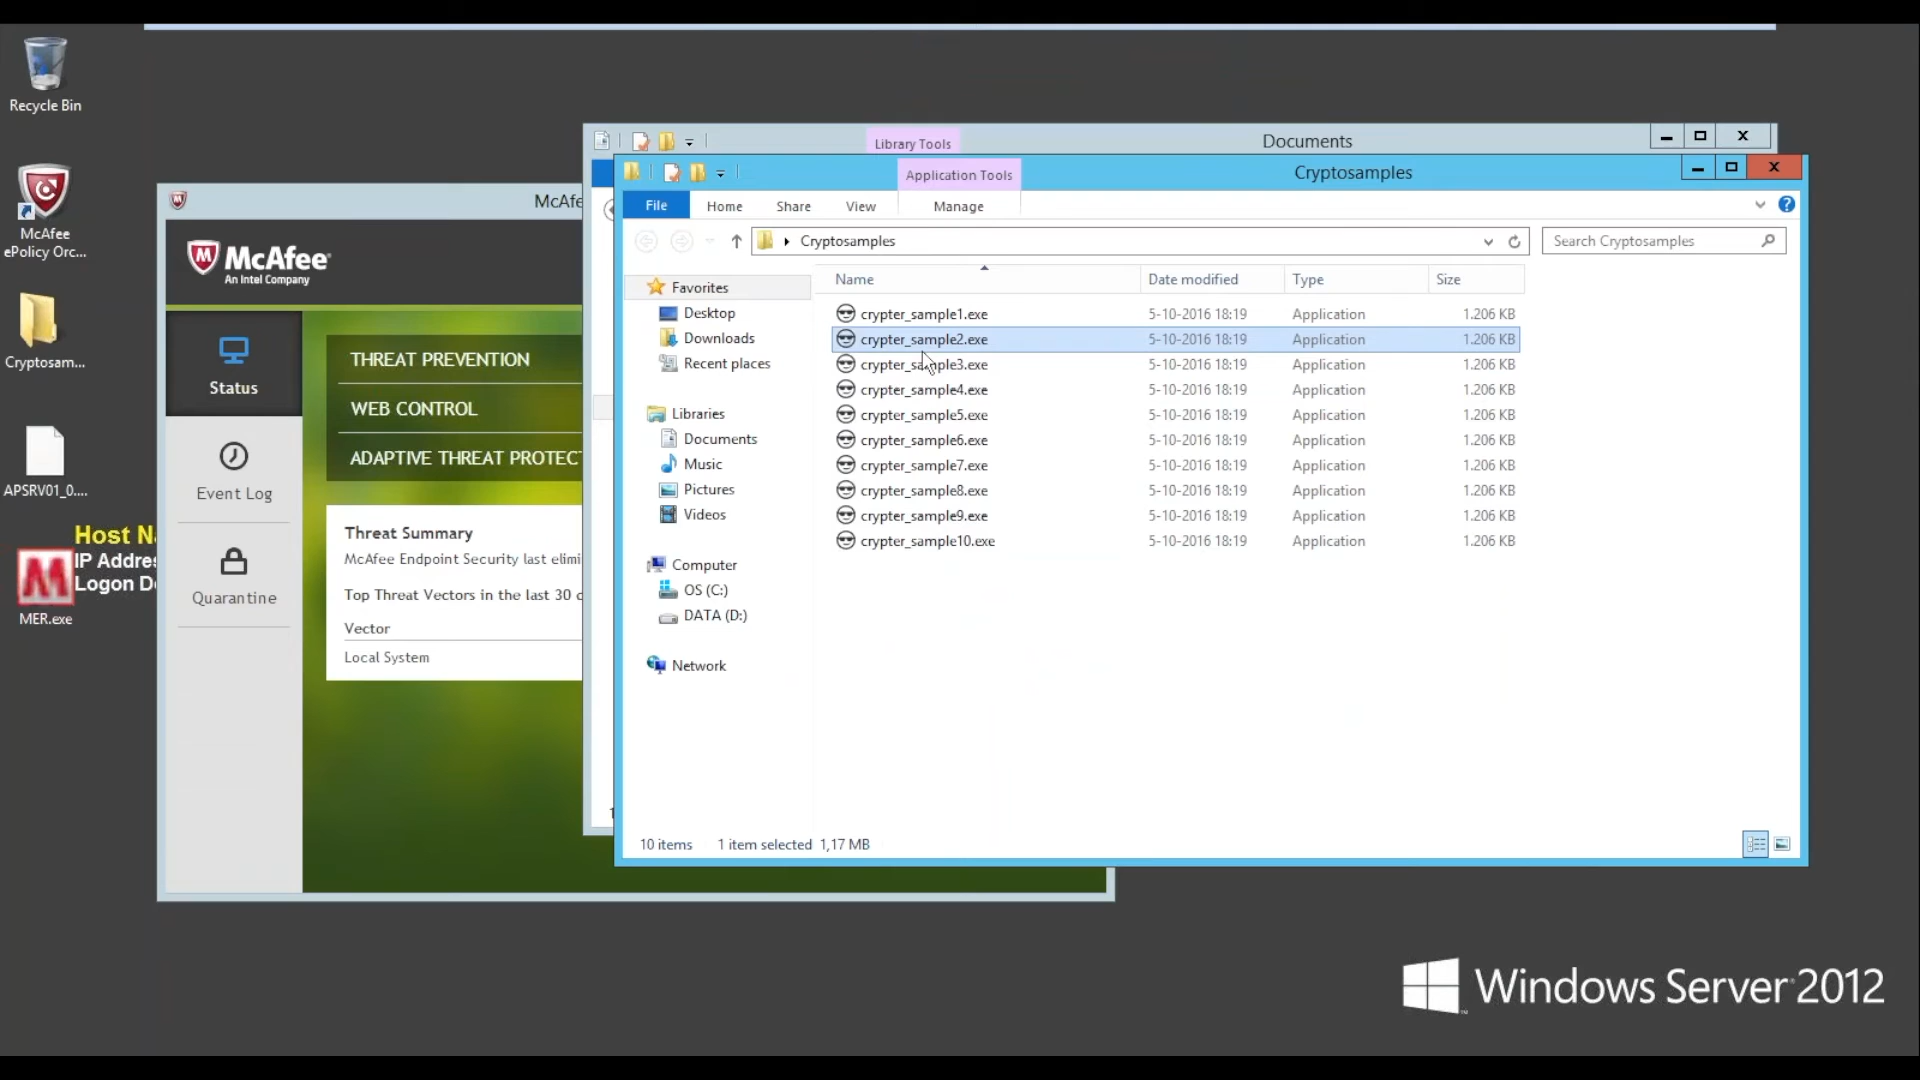 Recycle Bin
McAfee
ePolicy Orc...
Cryptosam...
APSRV01_0....
Host N
IP Addre
Logon D
MER.exe
McAfe
McAfee
An Intel Company
Status
Event Log
Quarantine
THREAT PREVENTION
WEB CONTROL
ADAPTIVE THREAT PROTECT
Threat Summary
McAfee Endpoint Security last elimi
Top Threat Vectors in the last 30 d
Vector
Local System
Library Tools
Documents
Application Tools
Cryptosamples
File
Home
Share
View
Manage
Cryptosamples
Search Cryptosamples
Favorites
Desktop
Downloads
Recent places
Libraries
Documents
Music
Pictures
Videos
Computer
OS (C:)
DATA (D:)
Network
Name Date modified Type Size
crypter_sample1.exe 5-10-2016 18:19 Application 1.206 KB
crypter_sample2.exe 5-10-2016 18:19 Application 1.206 KB
crypter_sample3.exe 5-10-2016 18:19 Application 1.206 KB
crypter_sample4.exe 5-10-2016 18:19 Application 1.206 KB
crypter_sample5.exe 5-10-2016 18:19 Application 1.206 KB
crypter_sample6.exe 5-10-2016 18:19 Application 1.206 KB
crypter_sample7.exe 5-10-2016 18:19 Application 1.206 KB
crypter_sample8.exe 5-10-2016 18:19 Application 1.206 KB
crypter_sample9.exe 5-10-2016 18:19 Application 1.206 KB
crypter_sample10.exe 5-10-2016 18:19 Application 1.206 KB
10 items 1 item selected 1,17 MB
Windows Server 2012